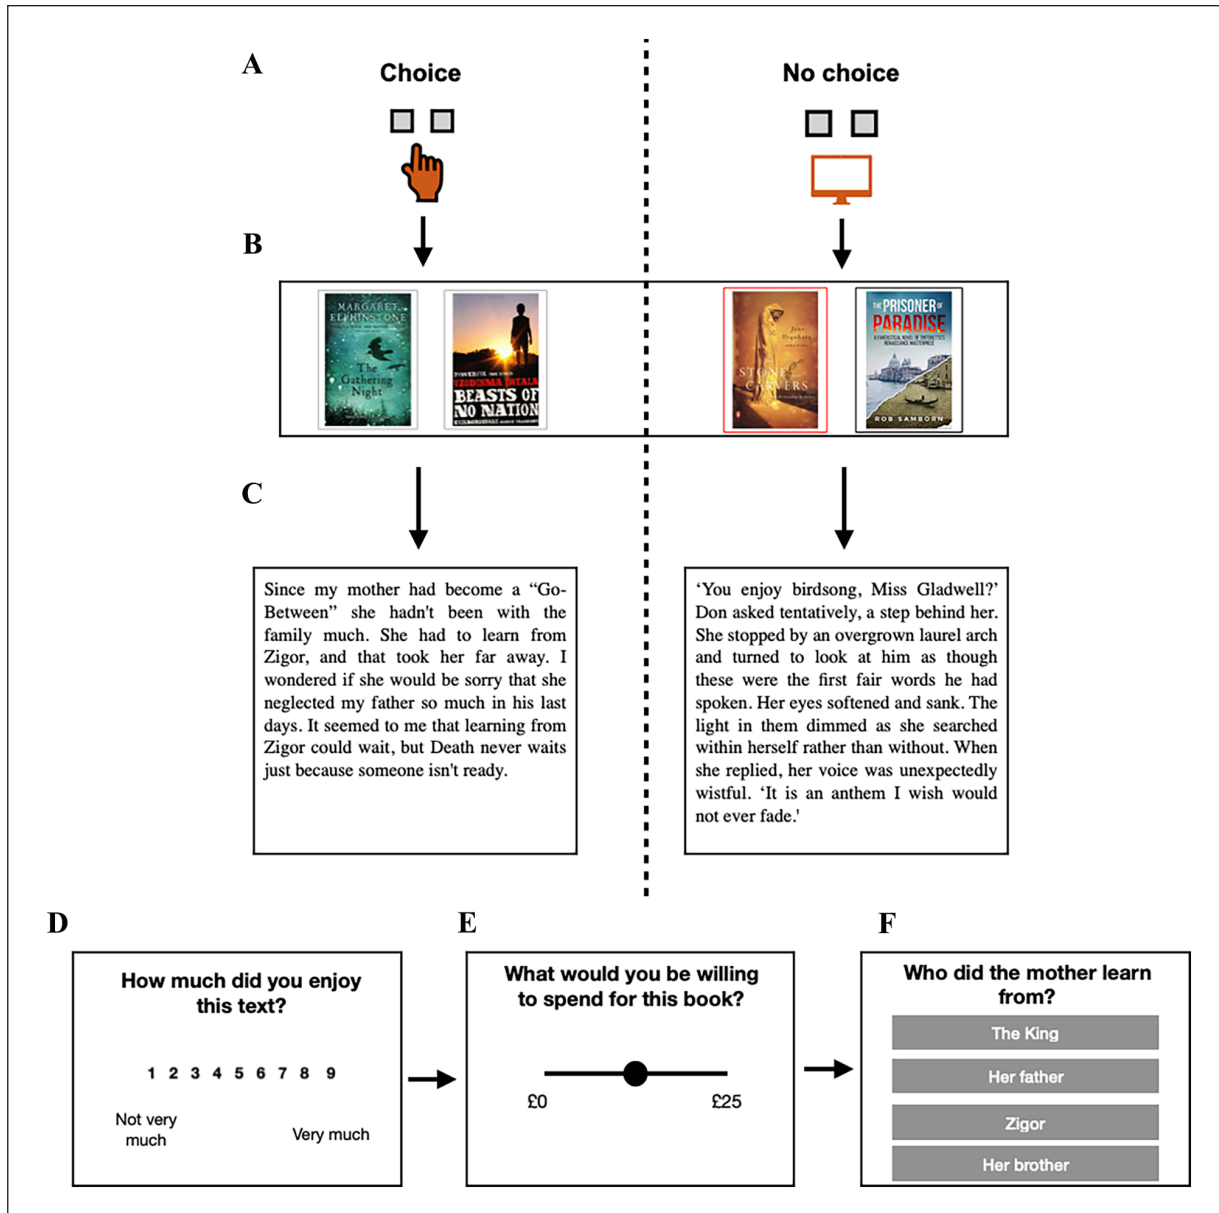 A
Choice
No choice
B
MARGARET
ELPHINSTONE
The
Gathering
Night
UZODINMA IWEALA
BEASTS OF
NO NATION
Jane
Urquhart
STONE
CARVERS
THE PRISONER OF
PARADISE
A FANTASTICAL NOVEL OF TINTORETTO'S
RENAISSANCE MASTERPIECE
ROB SAMBORN
C
Since my mother had become a “Go-
Between” she hadn't been with the
family much. She had to learn from
Zigor, and that took her far away. I
wondered if she would be sorry that she
neglected my father so much in his last
days. It seemed to me that learning from
Zigor could wait, but Death never waits
just because someone isn't ready.
‘You enjoy birdsong, Miss Gladwell?’
Don asked tentatively, a step behind her.
She stopped by an overgrown laurel arch
and turned to look at him as though
these were the first fair words he had
spoken. Her eyes softened and sank. The
light in them dimmed as she searched
within herself rather than without. When
she replied, her voice was unexpectedly
wistful. ‘It is an anthem I wish would
not ever fade.'
D
How much did you enjoy
this text?
1 2 3 4 5 6 7 8 9
Not very
much
Very much
E
What would you be willing
to spend for this book?
£0
£25
F
Who did the mother learn
from?
The King
Her father
Zigor
Her brother